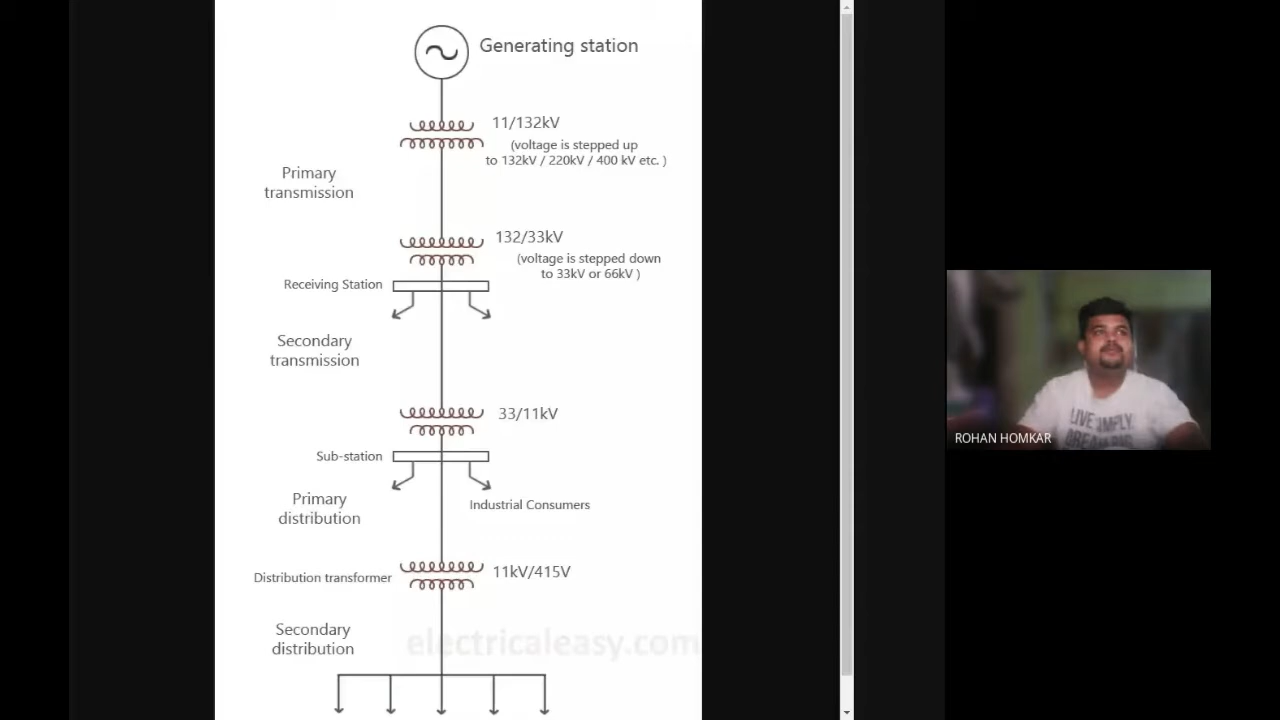 Generating station
11/132kV
(voltage is stepped up
to 132kV / 220kV / 400 kV etc. )
Primary
transmission
132/33kV
(voltage is stepped down
to 33kV or 66kV )
Receiving Station
Secondary
transmission
33/11kV
Sub-station
Primary
distribution
Industrial Consumers
Distribution transformer
11kV/415V
Secondary
distribution
electricaleasy.com
LIVE SIMPLY
ROHAN HOMKAR